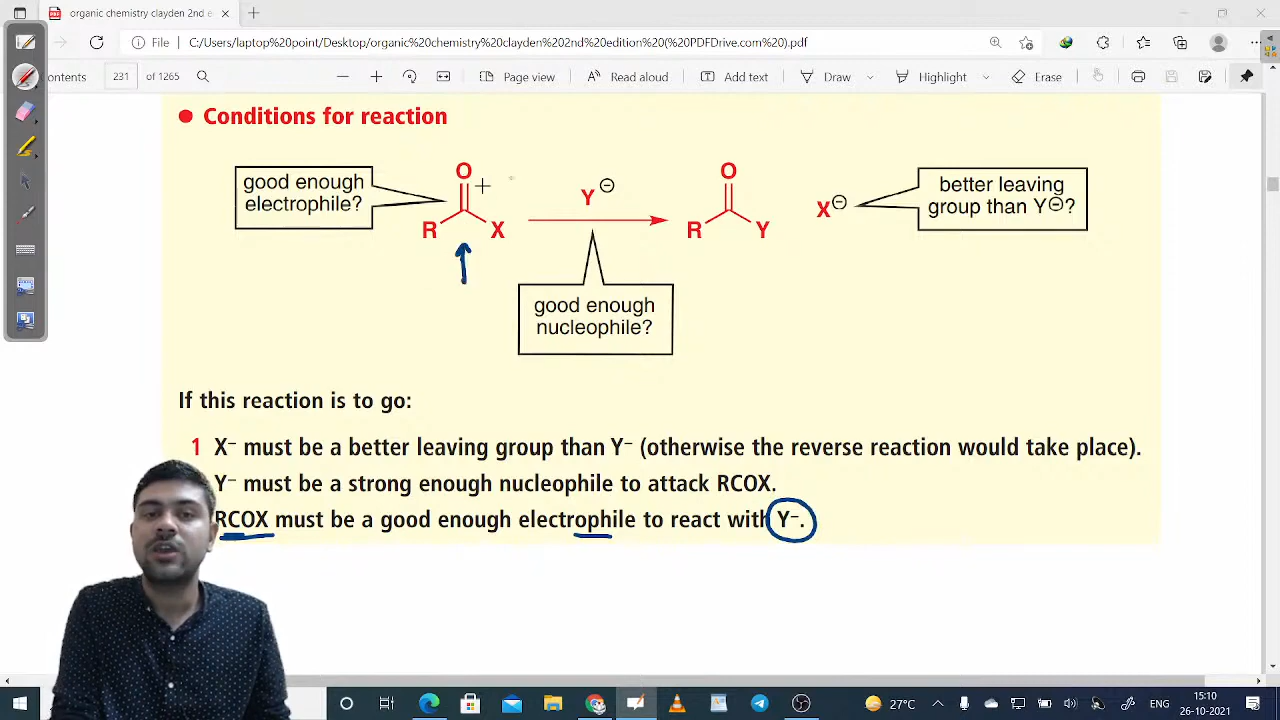 organic chemistry clayden 2nd e
File
C:/Users/laptop%20point/Desktop/organic%20chemistry%20clayden%202nd%20edition%20(%20PDFDrive.com%20).pdf
ontents
231
of 1265
Page view
Read aloud
Add text
Draw
Highlight
Erase
● Conditions for reaction
good enough
electrophile?
O
R
X
Y⊖
good enough
nucleophile?
O
R
Y
X⊖
better leaving
group than Y⊖?
If this reaction is to go:
1 X– must be a better leaving group than Y– (otherwise the reverse reaction would take place).
Y– must be a strong enough nucleophile to attack RCOX.
RCOX must be a good enough electrophile to react with Y–.
27°C
ENG
15:10
26-10-2021